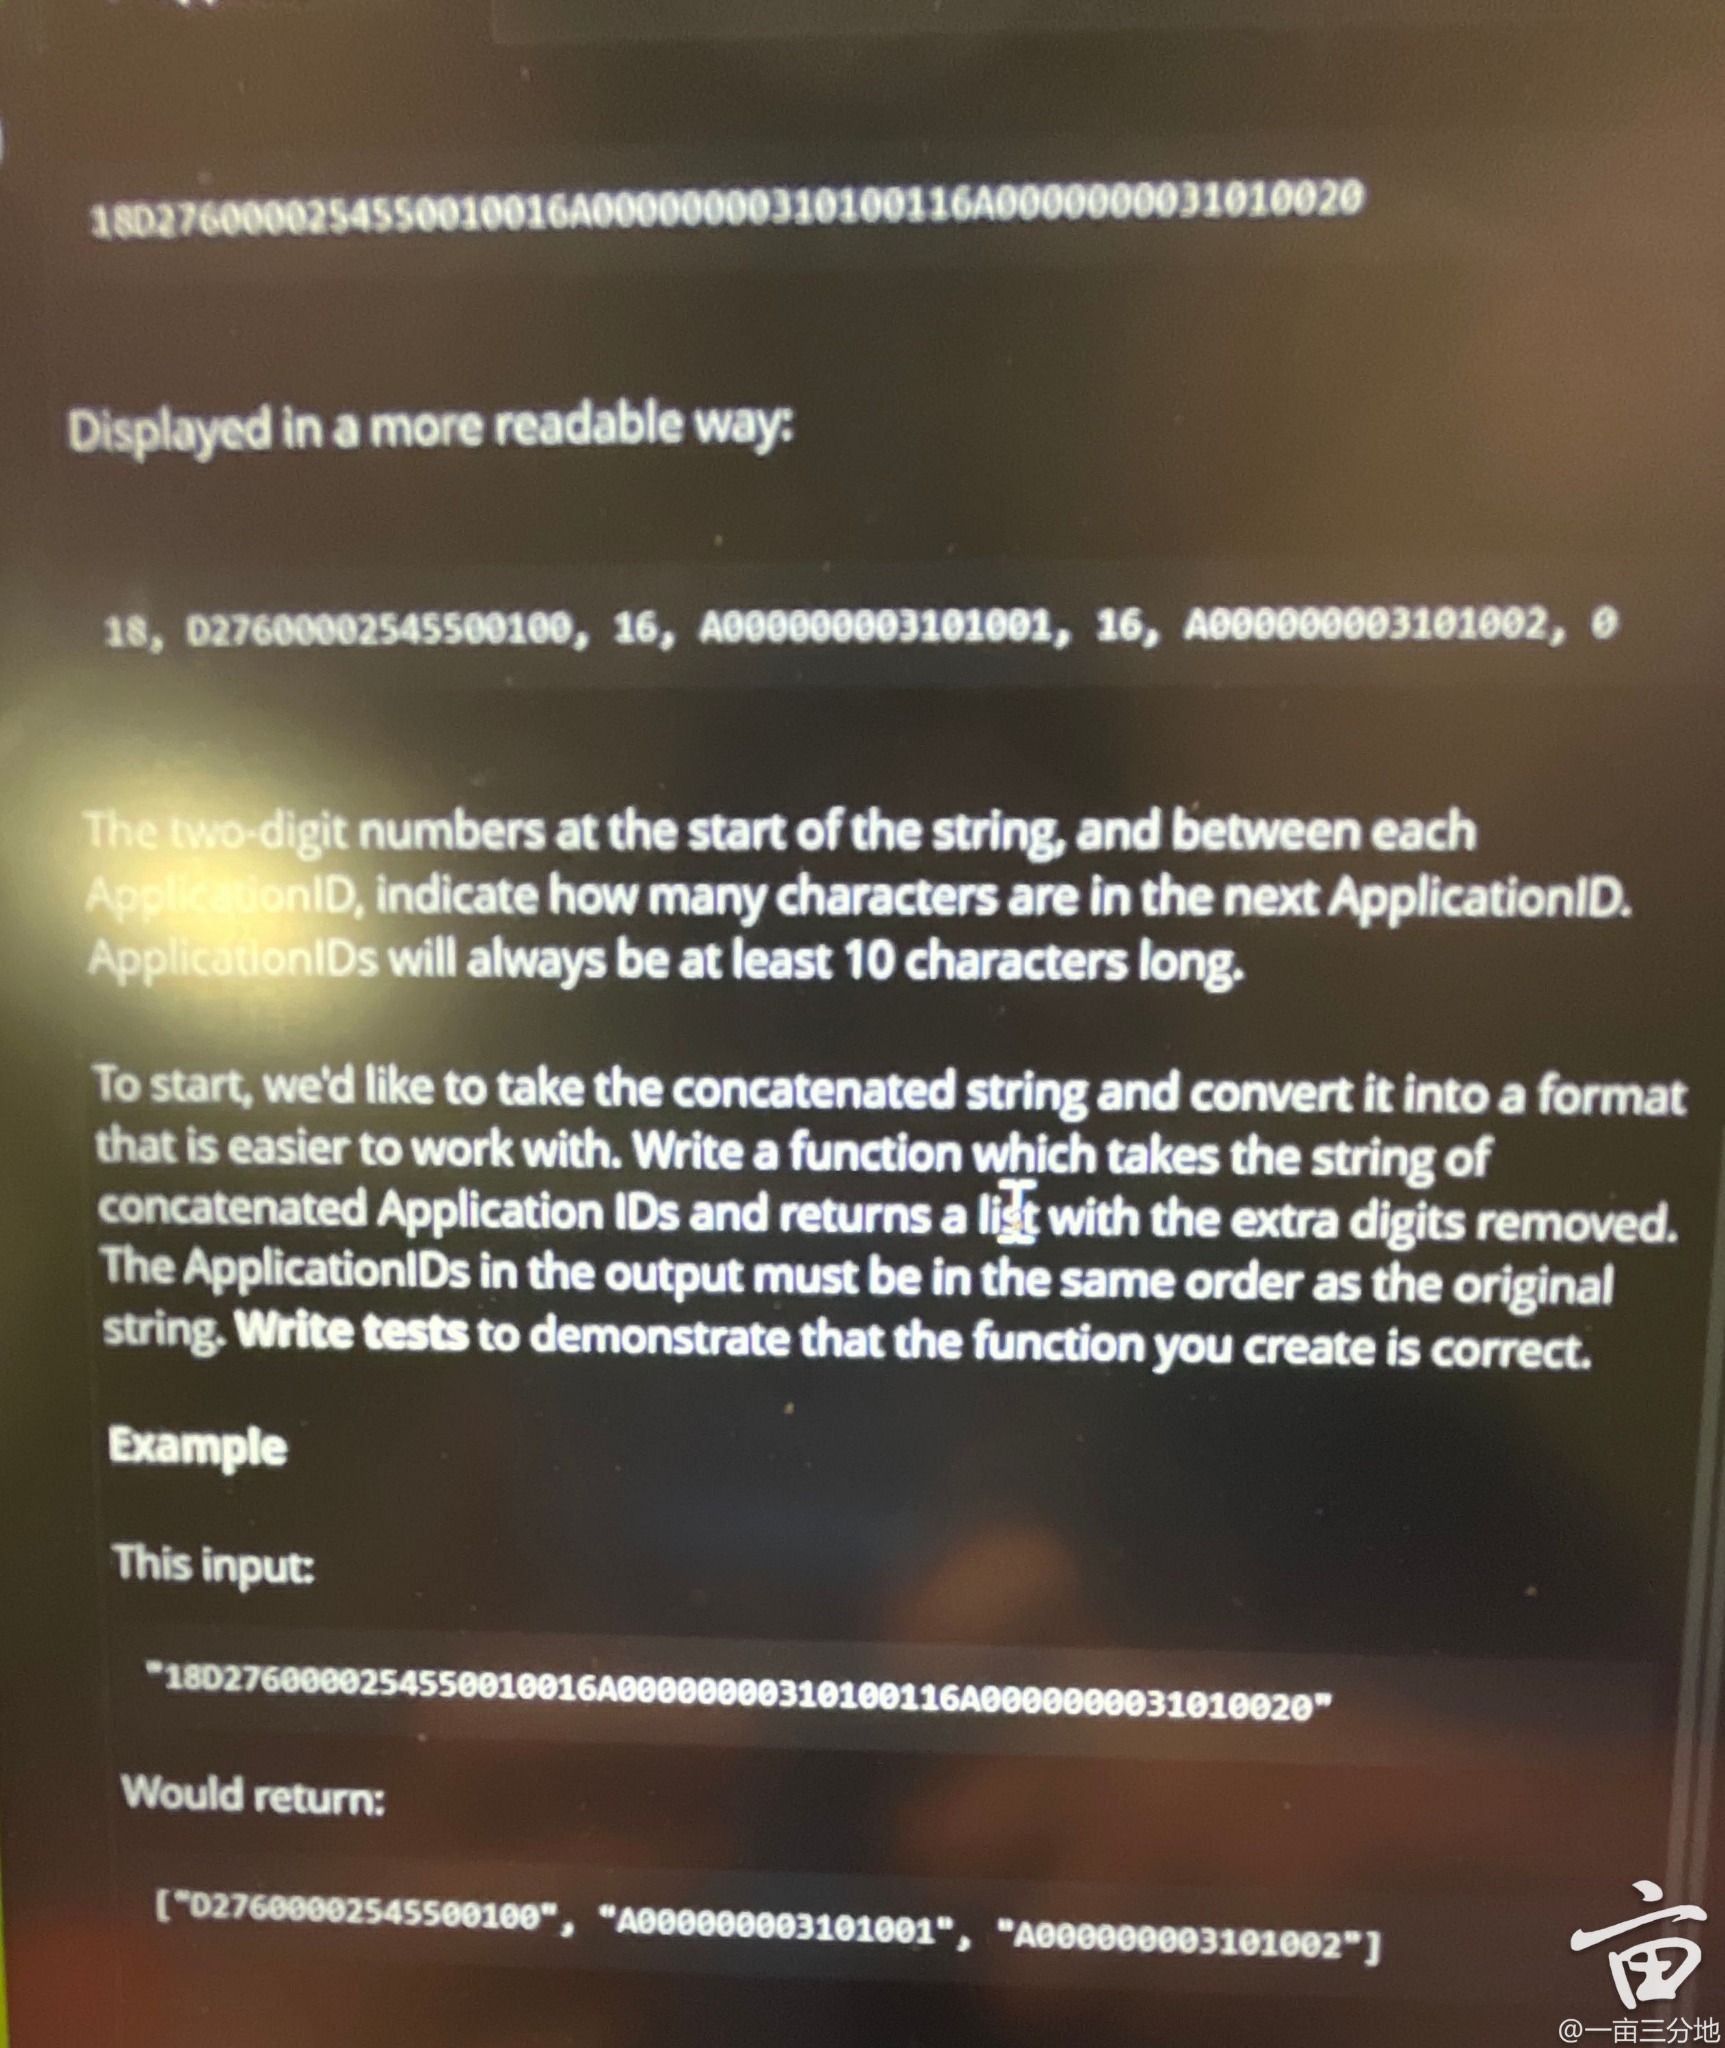 18D2760000254550010016A00000000310100116A0000000031010020
Displayed in a more readable way:
18, D27600002545500100, 16, A000000003101001, 16, A000000003101002, 0
The two-digit numbers at the start of the string, and between each
ApplicationID, indicate how many characters are in the next ApplicationID.
ApplicationIDs will always be at least 10 characters long.
To start, we'd like to take the concatenated string and convert it into a format
that is easier to work with. Write a function which takes the string of
concatenated Application IDs and returns a list with the extra digits removed.
The ApplicationIDs in the output must be in the same order as the original
string. Write tests to demonstrate that the function you create is correct.
Example
This input:
"18D2760000254550010016A00000000310100116A0000000031010020"
Would return:
["D27600002545500100", "A000000003101001", "A000000003101002"]
亩
@一亩三分地